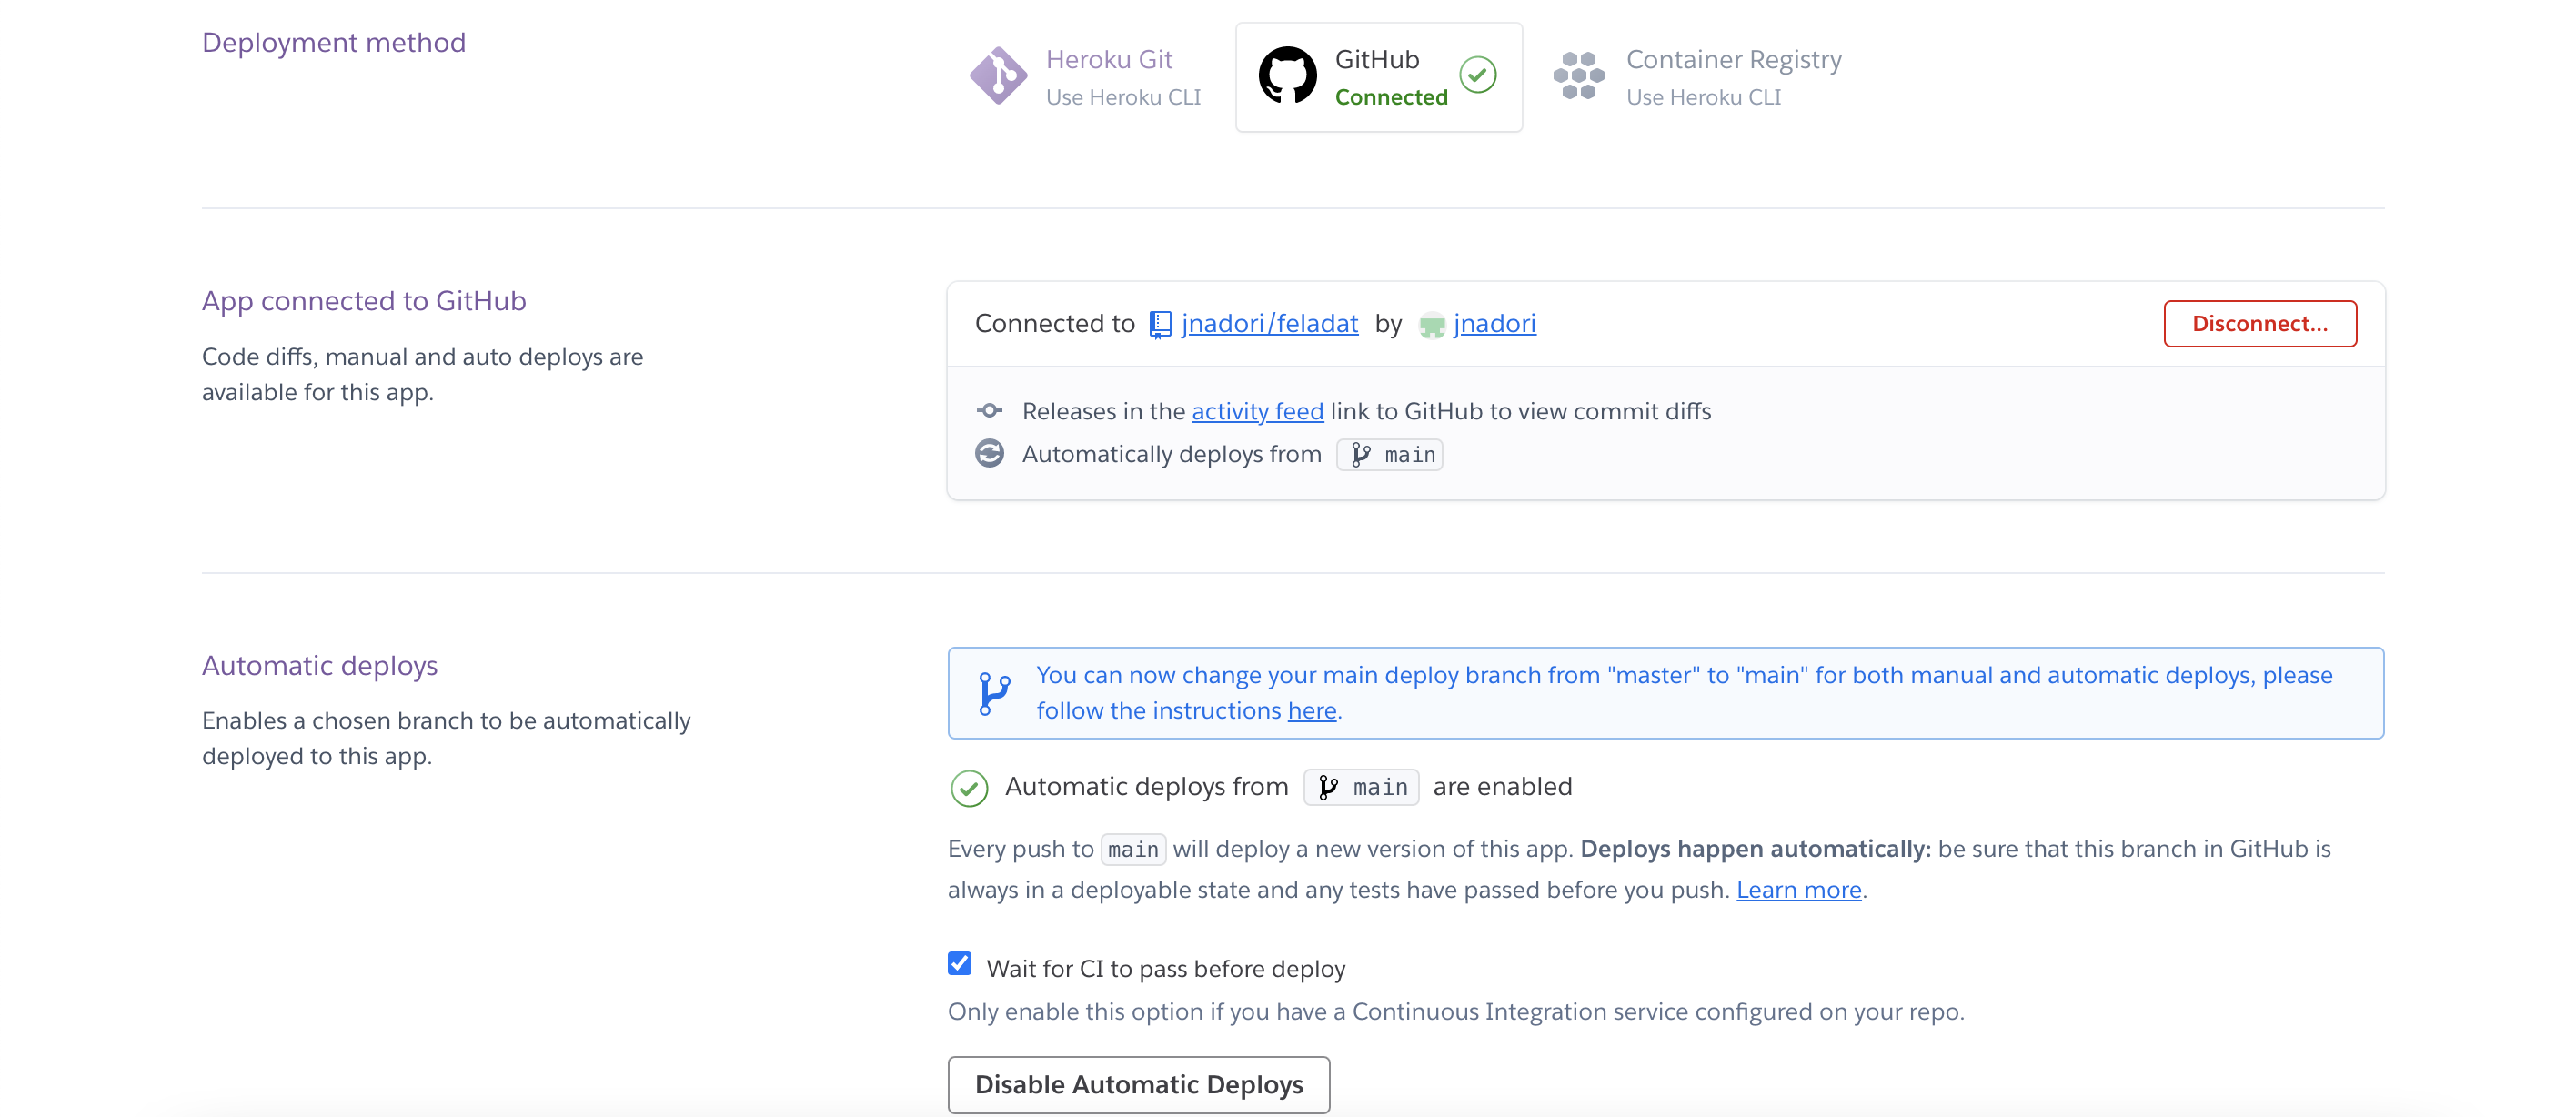 Deployment method
Heroku Git
Use Heroku CLI
GitHub
Connected
Container Registry
Use Heroku CLI
App connected to GitHub
Code diffs, manual and auto deploys are
available for this app.
Connected to jnadori/feladat by jnadori
Disconnect...
Releases in the activity feed link to GitHub to view commit diffs
Automatically deploys from main
Automatic deploys
Enables a chosen branch to be automatically
deployed to this app.
You can now change your main deploy branch from "master" to "main" for both manual and automatic deploys, please
follow the instructions here.
Automatic deploys from main are enabled
Every push to main will deploy a new version of this app. Deploys happen automatically: be sure that this branch in GitHub is
always in a deployable state and any tests have passed before you push. Learn more.
Wait for CI to pass before deploy
Only enable this option if you have a Continuous Integration service configured on your repo.
Disable Automatic Deploys